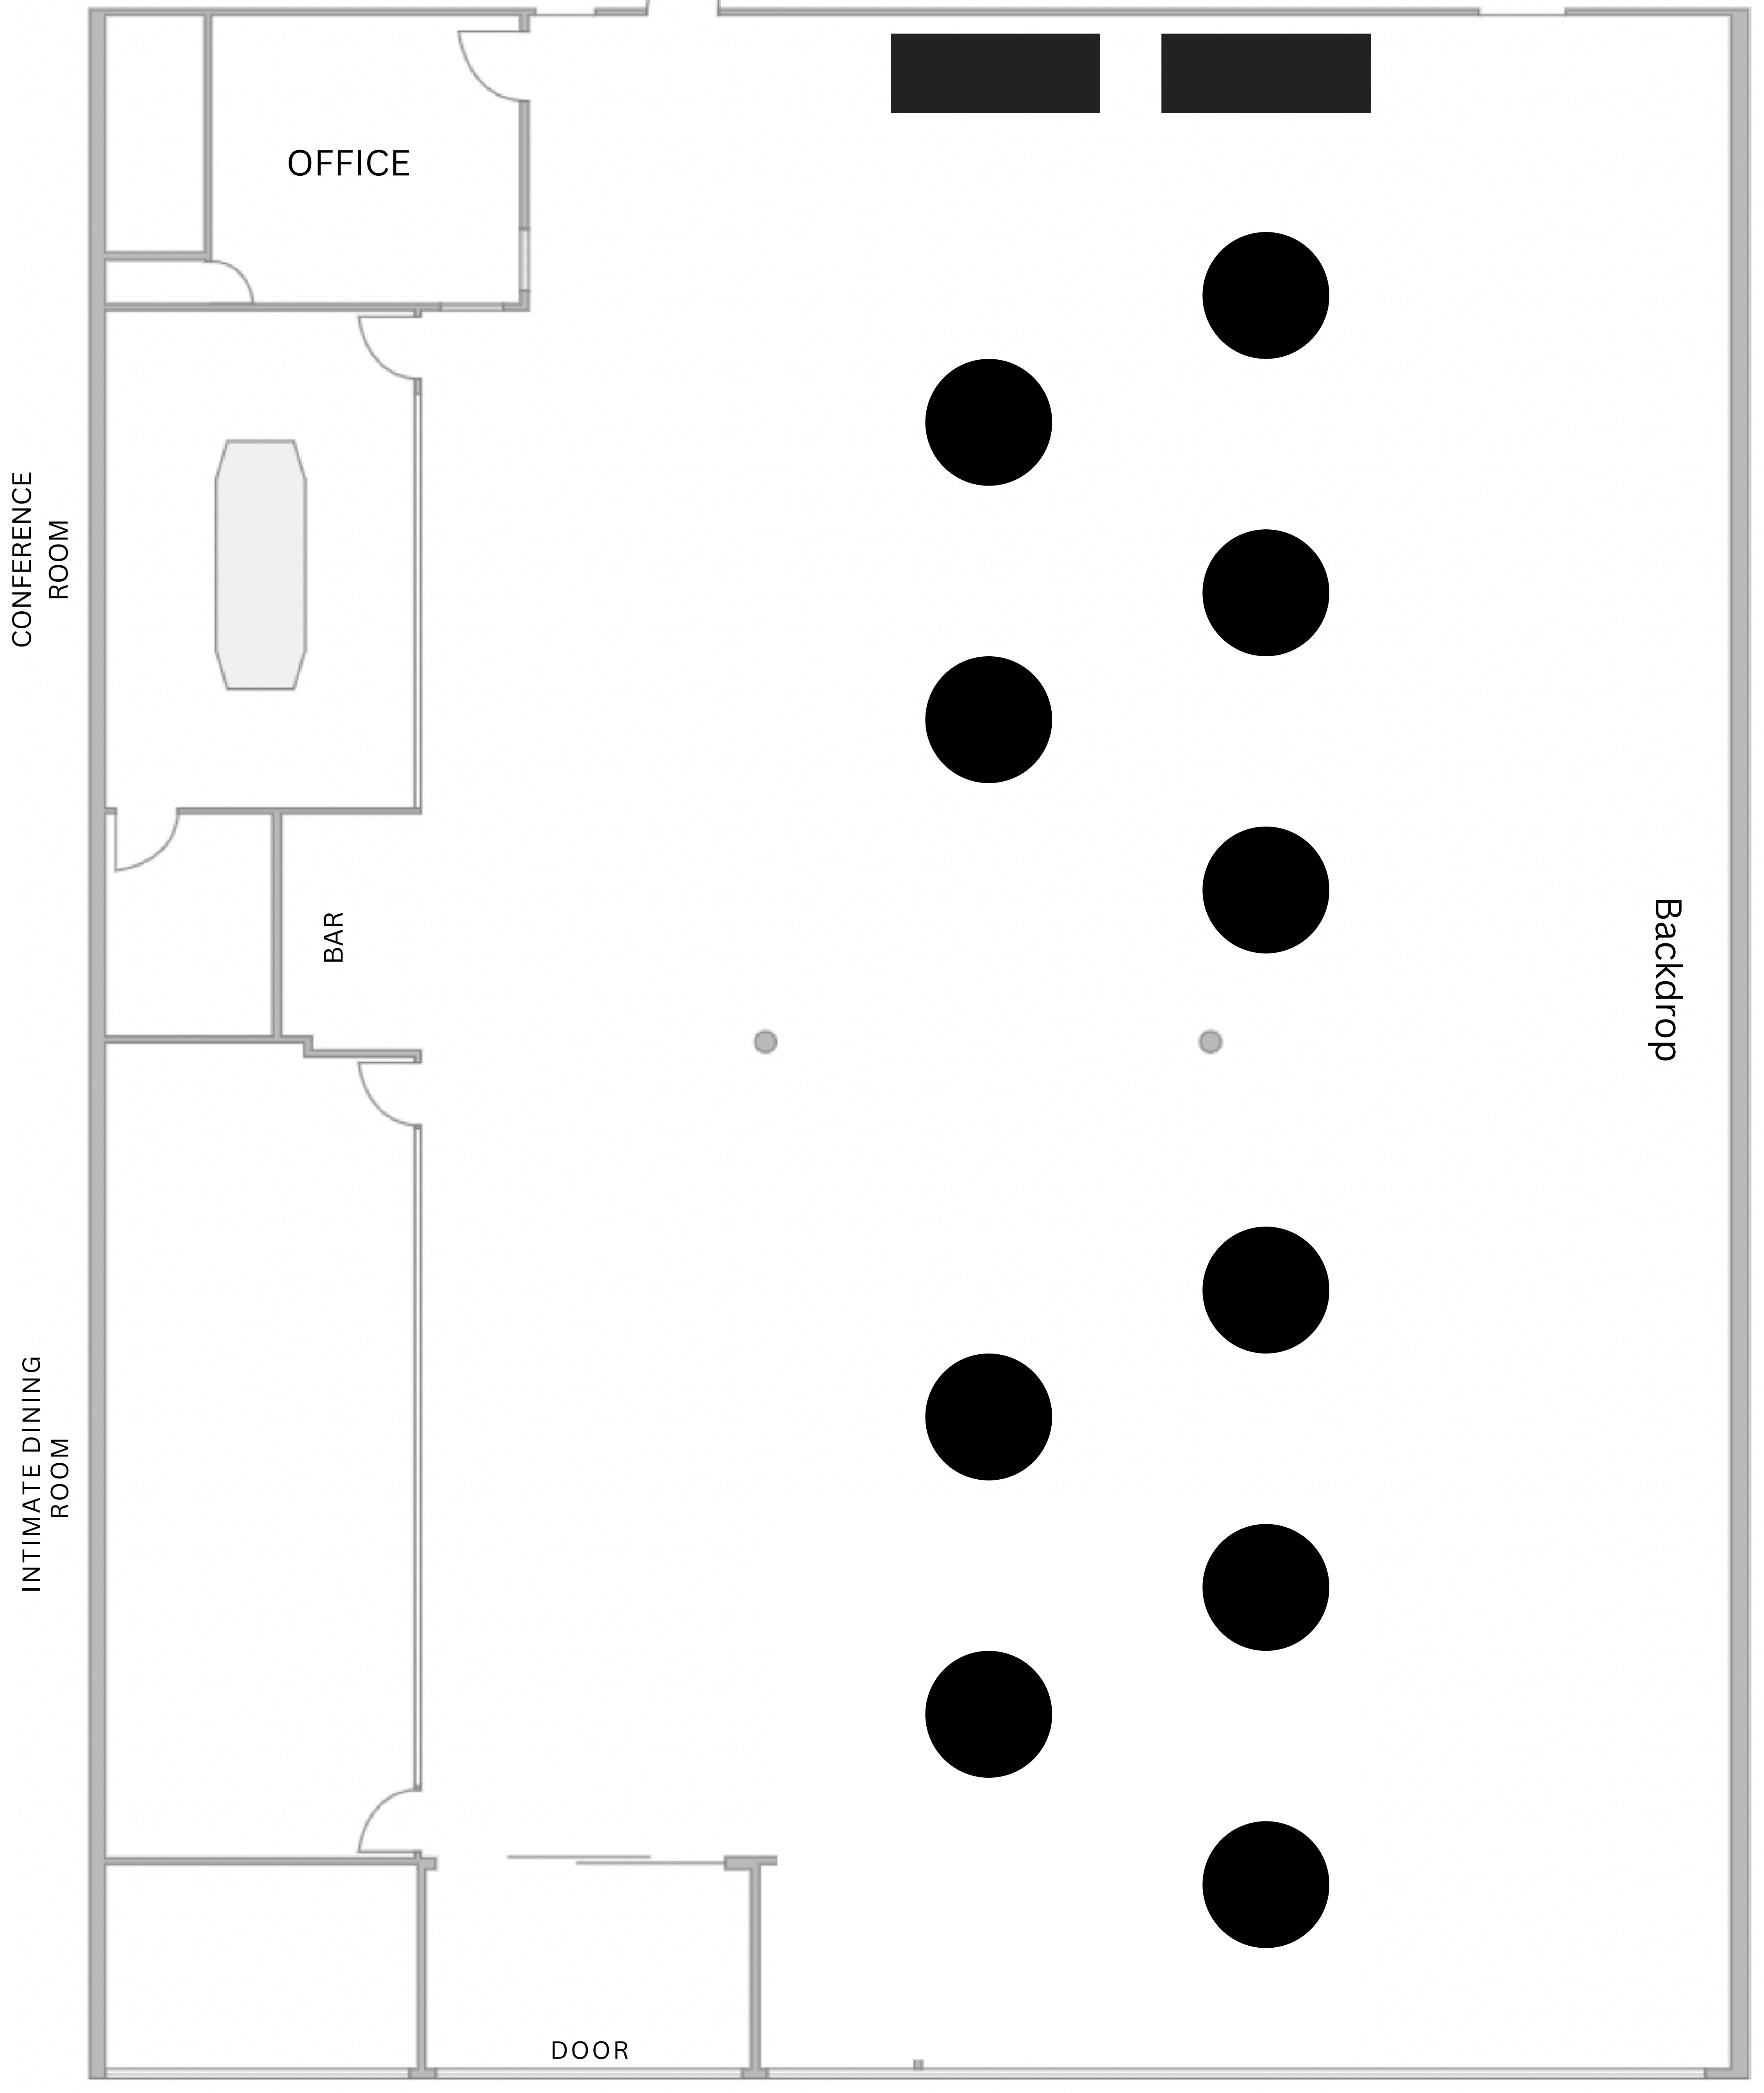 OFFICE
CONFERENCE
ROOM
BAR
Backdrop
INTIMATE DINING
ROOM
DOOR